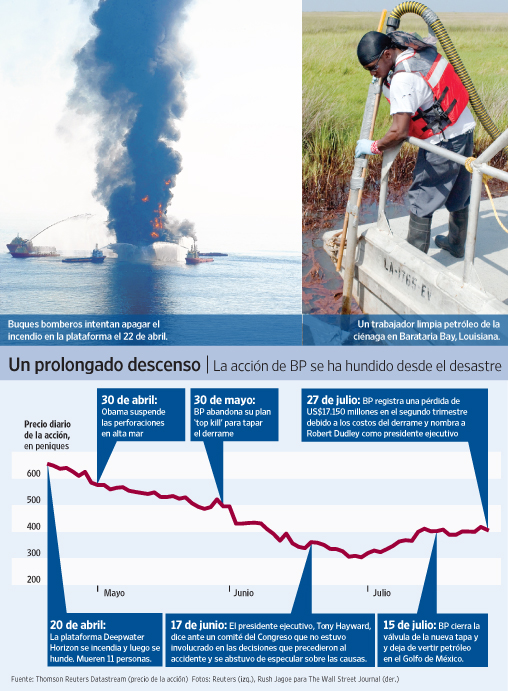 Buques bomberos intentan apagar el
incendio en la plataforma el 22 de abril.
LA-1765 EV
Un trabajador limpia petróleo de la
ciénaga en Barataria Bay, Louisiana.
Un prolongado descenso | La acción de BP se ha hundido desde el desastre
Precio diario
de la acción,
en peniques
30 de abril:
Obama suspende
las perforaciones
en alta mar
30 de mayo:
BP abandona su plan
'top kill' para tapar
el derrame
27 de julio: BP registra una pérdida de
US$17.150 millones en el segundo trimestre
debido a los costos del derrame y nombra a
Robert Dudley como presidente ejecutivo
600
500
400
300
200
Mayo
Junio
Julio
20 de abril:
La plataforma Deepwater
Horizon se incendia y luego se
hunde. Mueren 11 personas.
17 de junio: El presidente ejecutivo, Tony Hayward,
dice ante un comité del Congreso que no estuvo
involucrado en las decisiones que precedieron al
accidente y se abstuvo de especular sobre las causas.
15 de julio: BP cierra la
válvula de la nueva tapa y
y deja de vertir petróleo
en el Golfo de México.
Fuente: Thomson Reuters Datastream (precio de la acción) Fotos: Reuters (izq.), Rush Jagoe para The Wall Street Journal (der.)